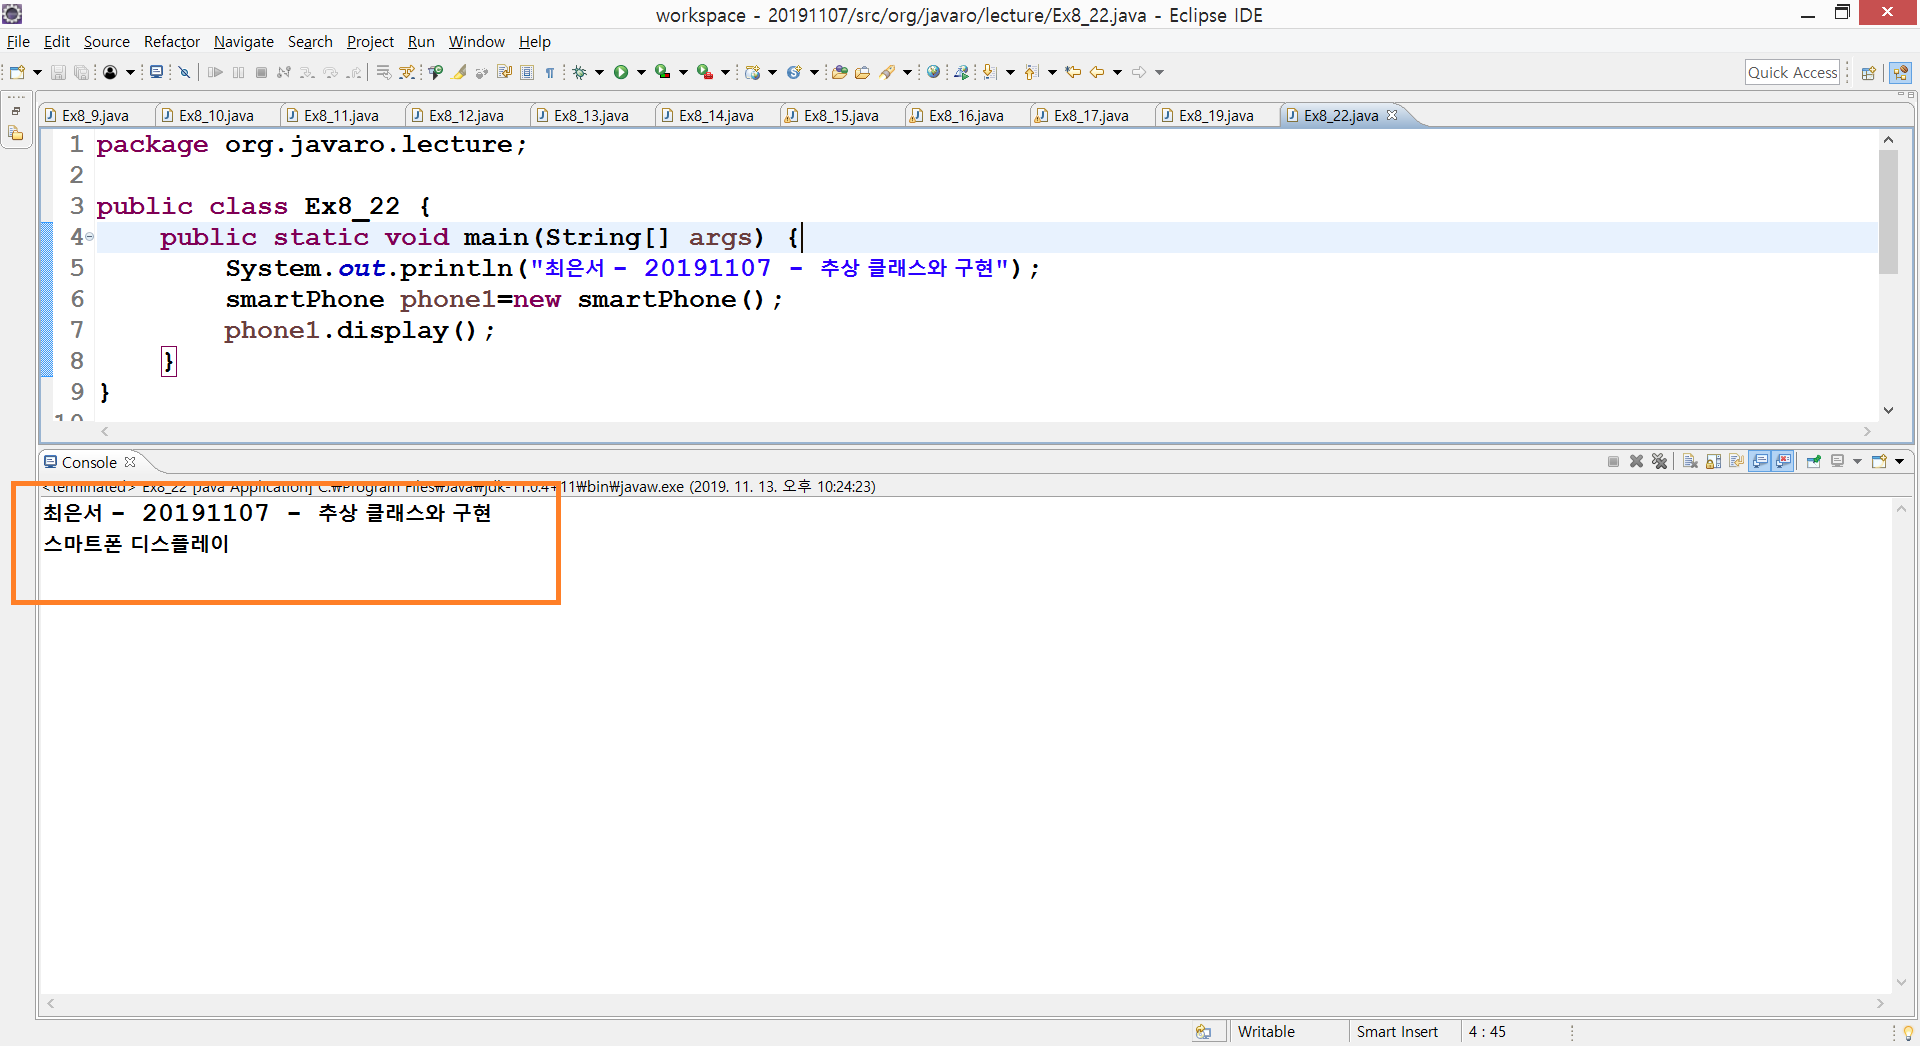 workspace - 20191107/src/org/javaro/lecture/Ex8_22.java - Eclipse IDE
File Edit Source Refactor Navigate Search Project Run Window Help
Quick Access
Ex8_9.java Ex8_10.java Ex8_11.java Ex8_12.java Ex8_13.java Ex8_14.java Ex8_15.java Ex8_16.java Ex8_17.java Ex8_19.java Ex8_22.java
1 package org.javaro.lecture;
2
3 public class Ex8_22 {
4 public static void main(String[] args) {
5 System.out.println("최은서 - 20191107 - 추상 클래스와 구현");
6 smartPhone phone1=new smartPhone();
7 phone1.display();
8 }
9 }
10
Console
<terminated> Ex8_22 [Java Application] C:₩Program Files₩Java₩jdk-11.0.4+11₩bin₩javaw.exe (2019. 11. 13. 오후 10:24:23)
최은서 - 20191107 - 추상 클래스와 구현
스마트폰 디스플레이
Writable Smart Insert 4 : 45